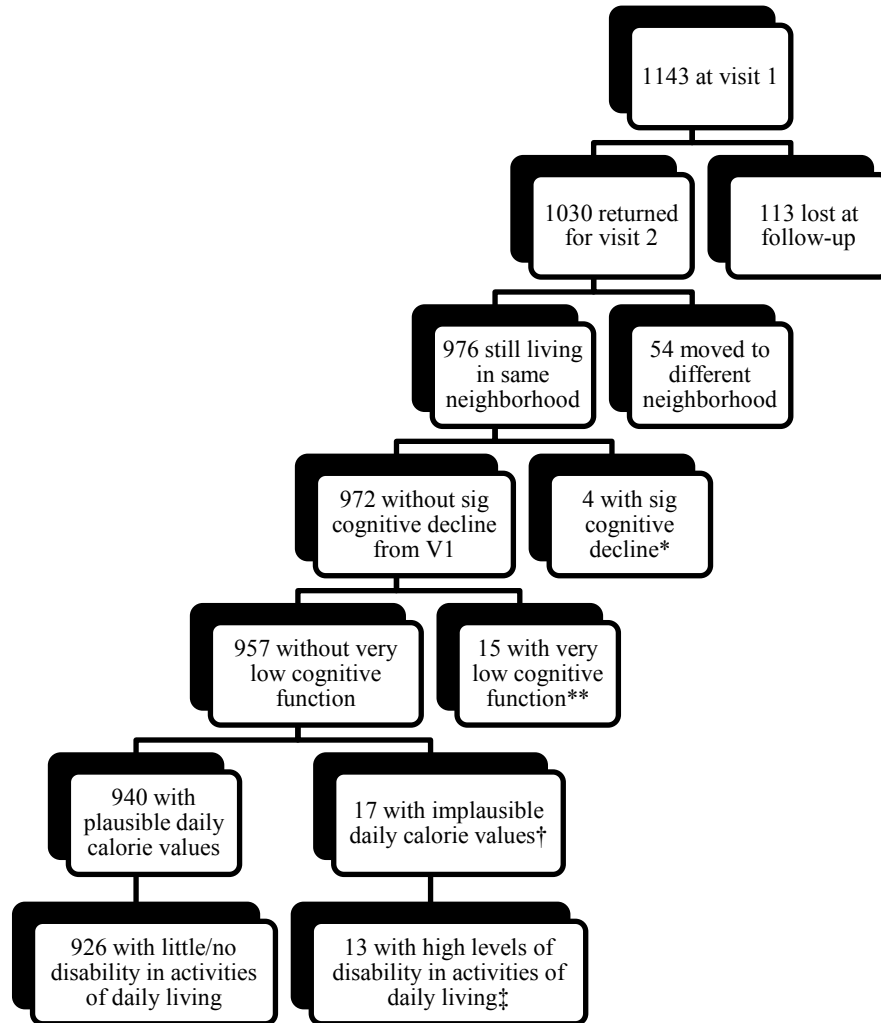 1143 at visit 1
1030 returned
for visit 2
113 lost at
follow-up
976 still living
in same
neighborhood
54 moved to
different
neighborhood
972 without sig
cognitive decline
from V1
4 with sig
cognitive
decline*
957 without very
low cognitive
function
15 with very
low cognitive
function**
940 with
plausible daily
calorie values
17 with implausible
daily calorie values†
926 with little/no
disability in activities
of daily living
13 with high levels of
disability in activities of
daily living‡